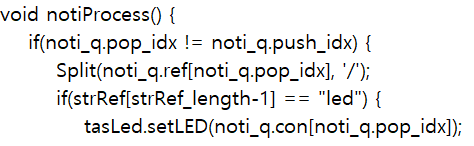 void notiProcess() {
if(noti_q.pop_idx != noti_q.push_idx) {
Split(noti_q.ref[noti_q.pop_idx], '/');
if(strRef[strRef_length-1] == "led") {
tasLed.setLED(noti_q.con[noti_q.pop_idx]);